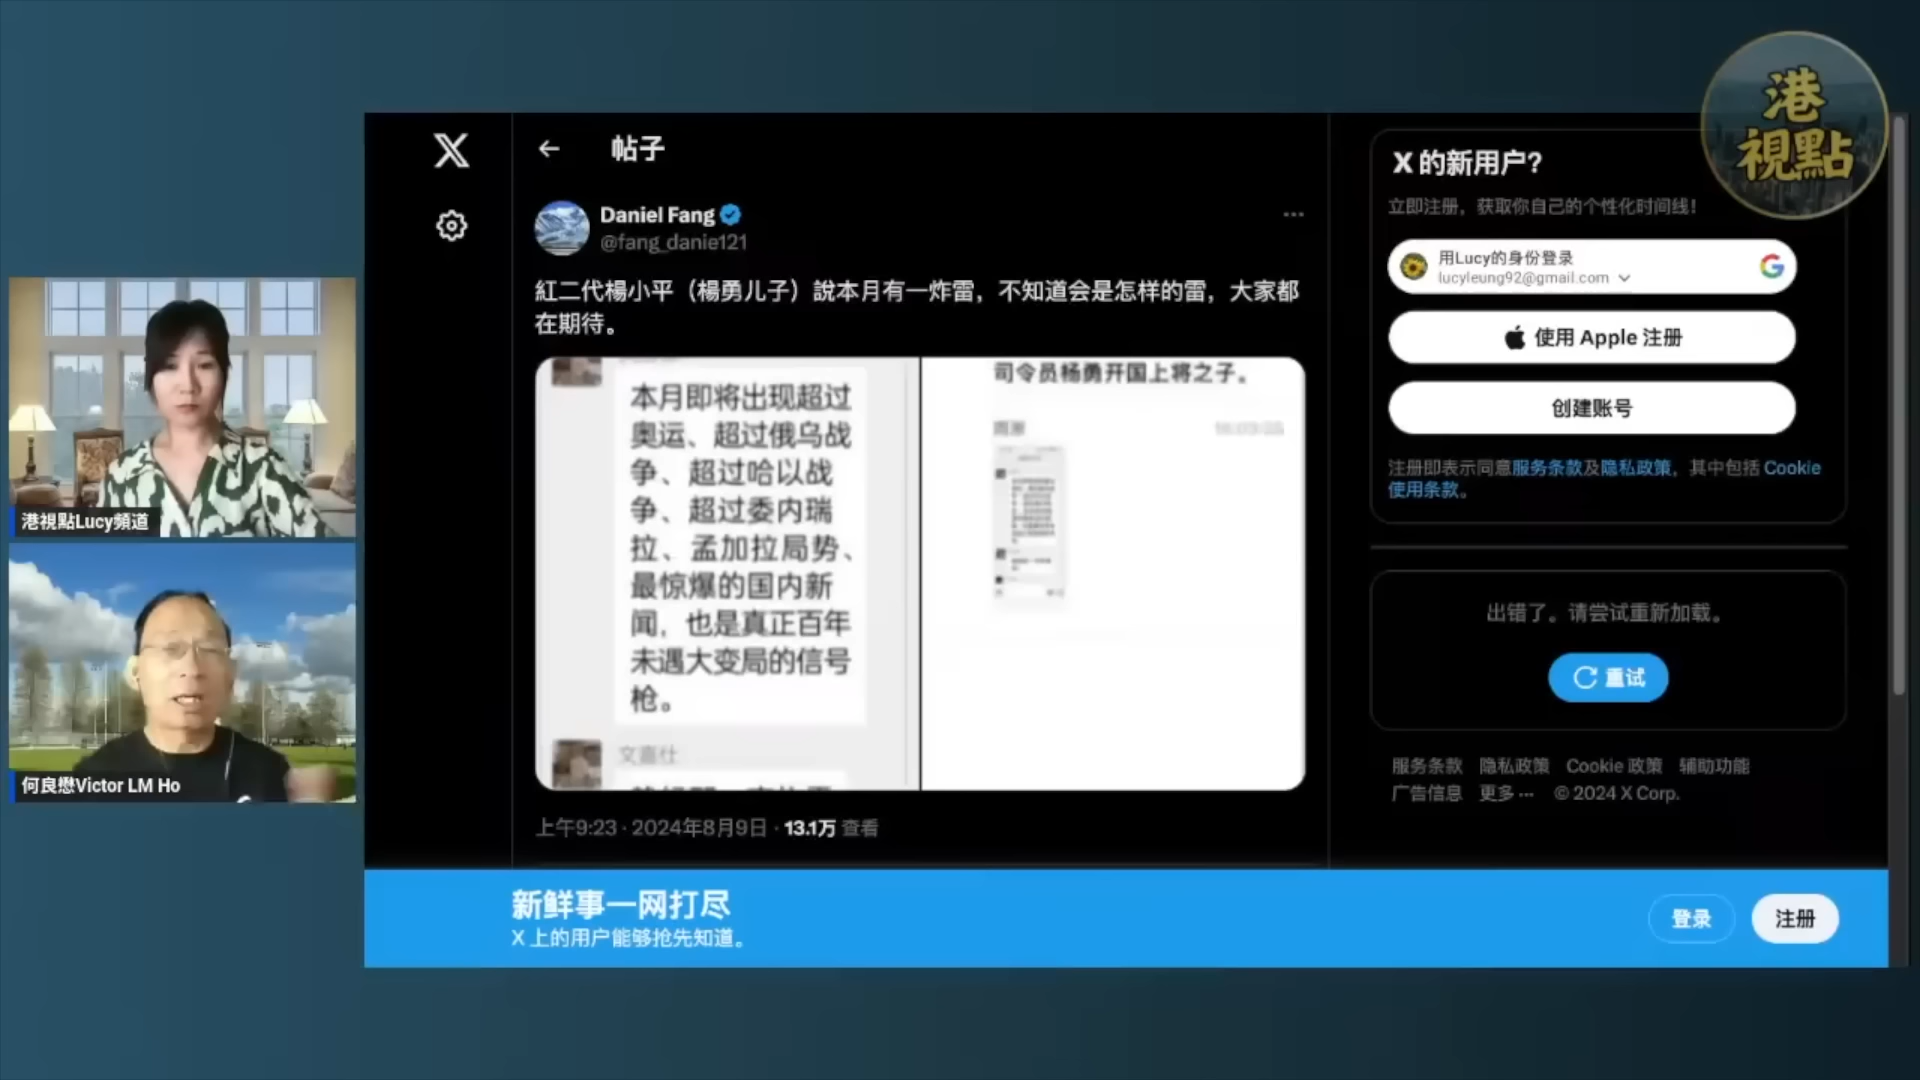 港
視點
帖子
Daniel Fang
@fang_danie121
紅二代楊小平（楊勇儿子）說本月有一炸雷，不知道会是怎样的雷，大家都
在期待。
本月即将出现超过
奥运、超过俄乌战
争、超过哈以战
争、超过委内瑞
拉、孟加拉局势、
最惊爆的国内新
闻，也是真正百年
未遇大变局的信号
枪。
司令员杨勇开国上将之子。
上午9:23 · 2024年8月9日 · 13.1万 查看
X 的新用户？
立即注册，获取你自己的个性化时间线！
用Lucy的身份登录
lucyleung92@gmail.com
使用 Apple 注册
创建账号
注册即表示同意服务条款及隐私政策，其中包括 Cookie
使用条款。
出错了。请尝试重新加载。
重试
服务条款 隐私政策 Cookie 政策 辅助功能
广告信息 更多 ··· © 2024 X Corp.
港視點Lucy頻道
何良懋Victor LM Ho
新鲜事一网打尽
X 上的用户能够抢先知道。
登录
注册